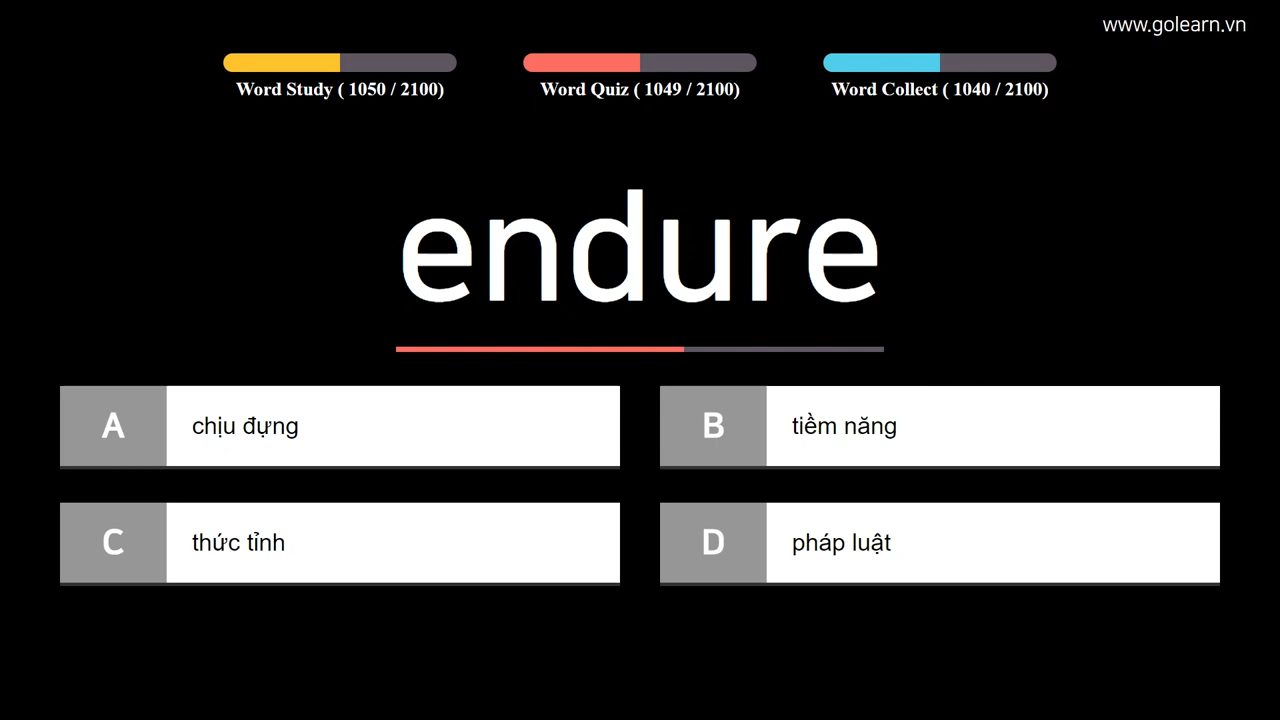 www.golearn.vn
Word Study ( 1050 / 2100)
Word Quiz ( 1049 / 2100)
Word Collect ( 1040 / 2100)
endure
A chịu đựng
B tiềm năng
C thức tỉnh
D pháp luật